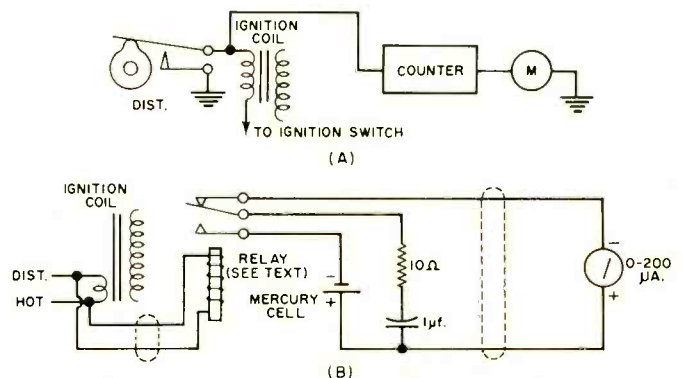 (A)
IGNITION
COIL
DIST.
COUNTER
M
TO IGNITION SWITCH
(A)
IGNITION
COIL
DIST.
HOT
RELAY
(SEE TEXT)
MERCURY
CELL
-
+
10Ω
1μf.
-
0-200
μA.
+
(B)